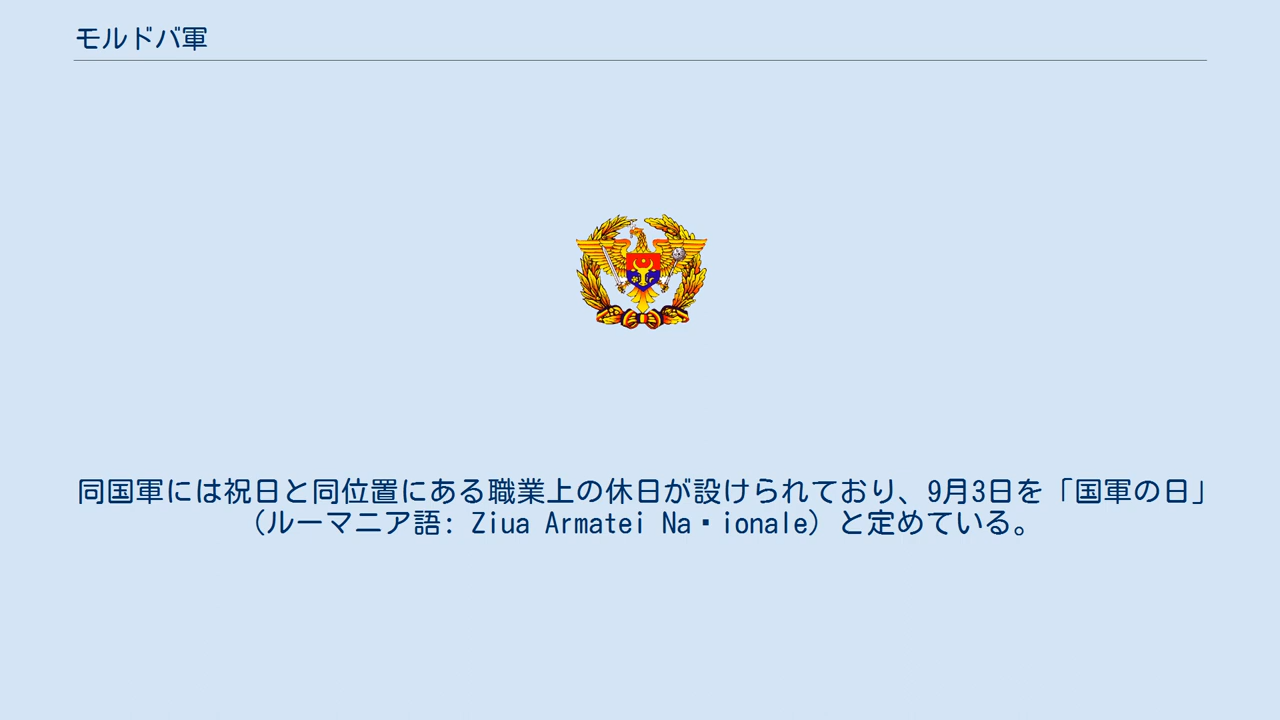 モルドバ軍
同国軍には祝日と同位置にある職業上の休日が設けられており、9月3日を「国軍の日」
（ルーマニア語: Ziua Armatei Na▪ionale）と定めている。